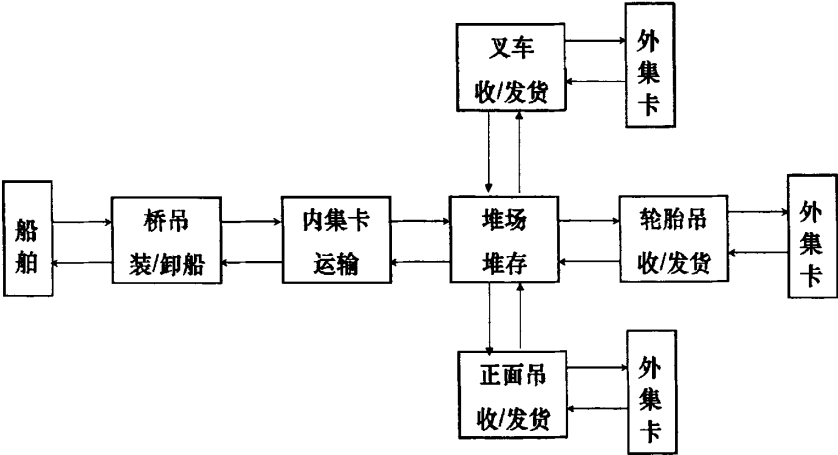 叉车
收/发货
外集卡
船舶
桥吊
装/卸船
内集卡
运输
堆场
堆存
轮胎吊
收/发货
外集卡
正面吊
收/发货
外集卡